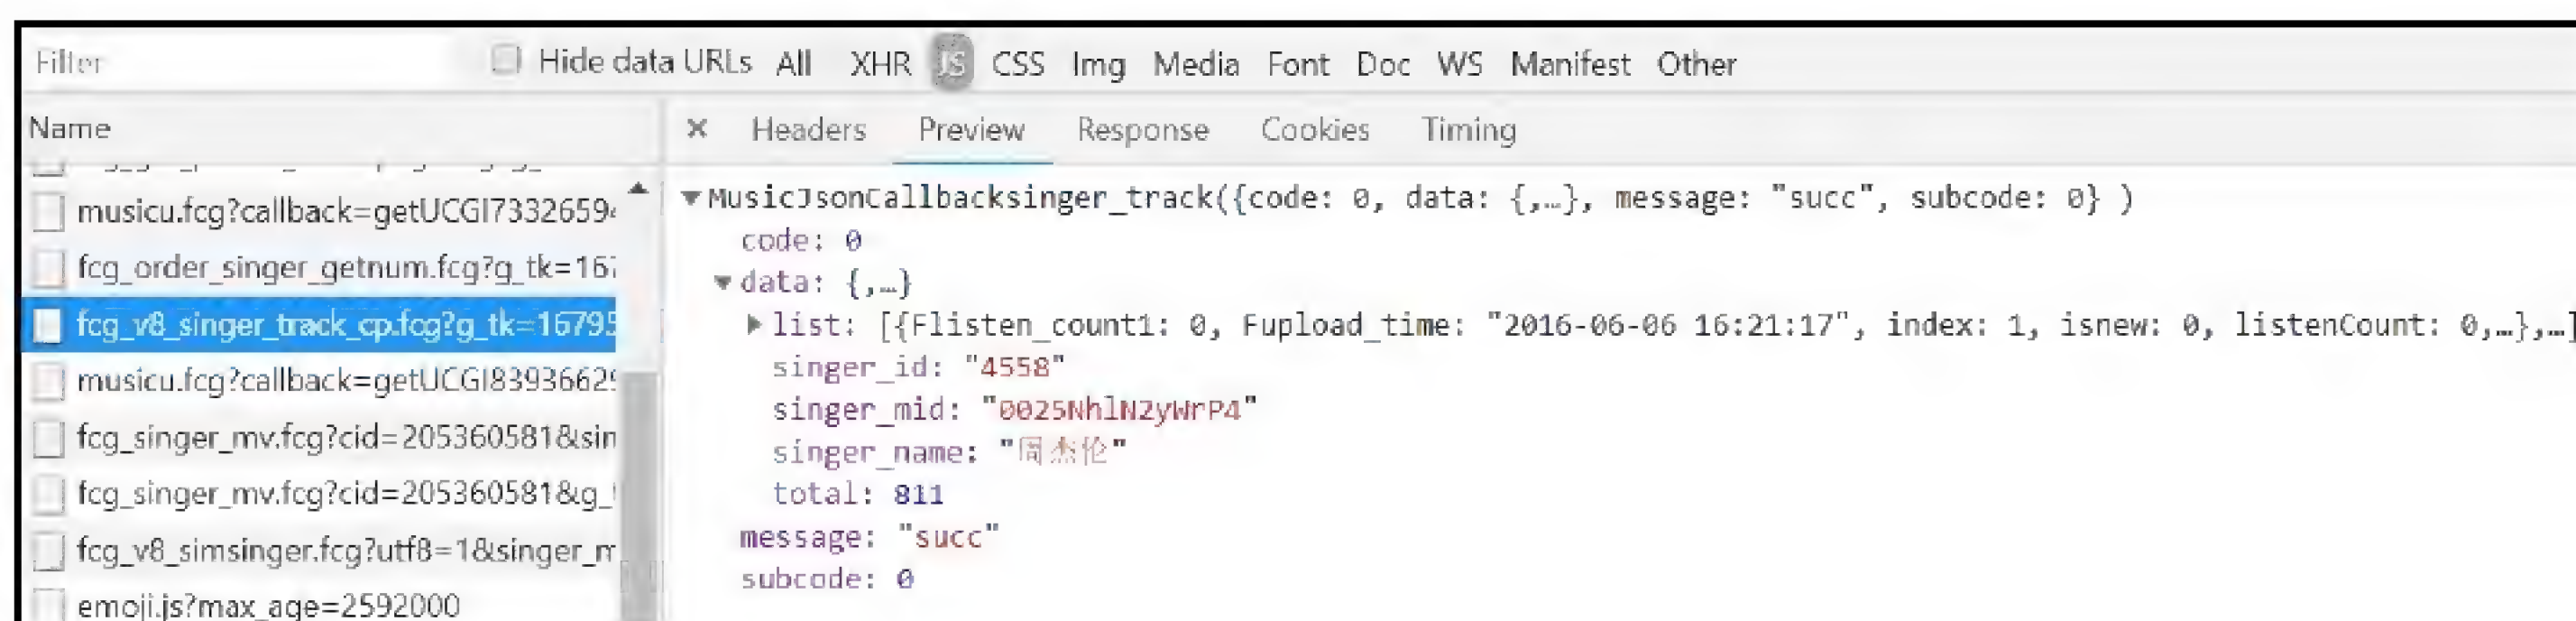 Filter Hide data URLs All XHR JS CSS Img Media Font Doc WS Manifest Other
Name
× Headers Preview Response Cookies Timing
musicu.fcg?callback=getUCGI7332659
fcg_order_singer_getnum.fcg?g_tk=167
fcg_v8_singer_track_cp.fcg?g_tk=16795
musicu.fcg?callback=getUCGI83936629
fcg_singer_mv.fcg?cid=205360581&sin
fcg_singer_mv.fcg?cid=205360581&g_
fcg_v8_simsinger.fcg?utf8=1&singer_m
emoji.js?max_age=2592000
▼MusicJsonCallbacksinger_track({code: 0, data: {,…}, message: "succ", subcode: 0} )
code: 0
▼data: {,…}
▶list: [{Flisten_count1: 0, Fupload_time: "2016-06-06 16:21:17", index: 1, isnew: 0, listenCount: 0,…},…]
singer_id: "4558"
singer_mid: "0025NhlN2yWrP4"
singer_name: "周杰伦"
total: 811
message: "succ"
subcode: 0